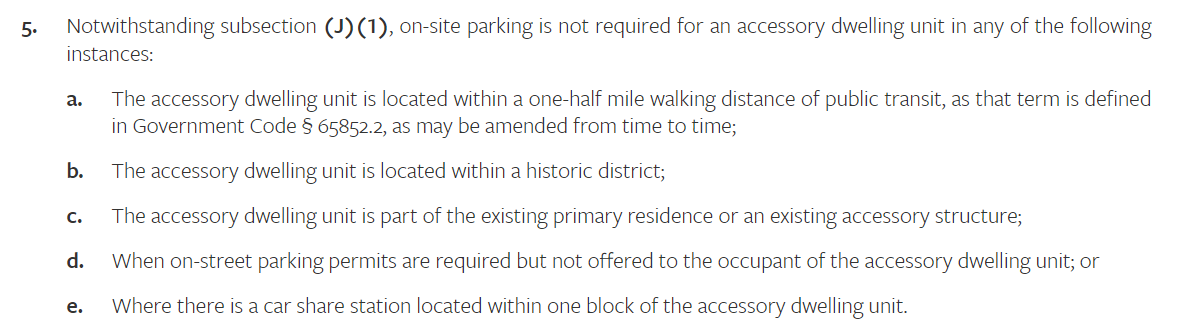 5. Notwithstanding subsection (J)(1), on-site parking is not required for an accessory dwelling unit in any of the following
instances:
a. The accessory dwelling unit is located within a one-half mile walking distance of public transit, as that term is defined
in Government Code § 65852.2, as may be amended from time to time;
b. The accessory dwelling unit is located within a historic district;
c. The accessory dwelling unit is part of the existing primary residence or an existing accessory structure;
d. When on-street parking permits are required but not offered to the occupant of the accessory dwelling unit; or
e. Where there is a car share station located within one block of the accessory dwelling unit.